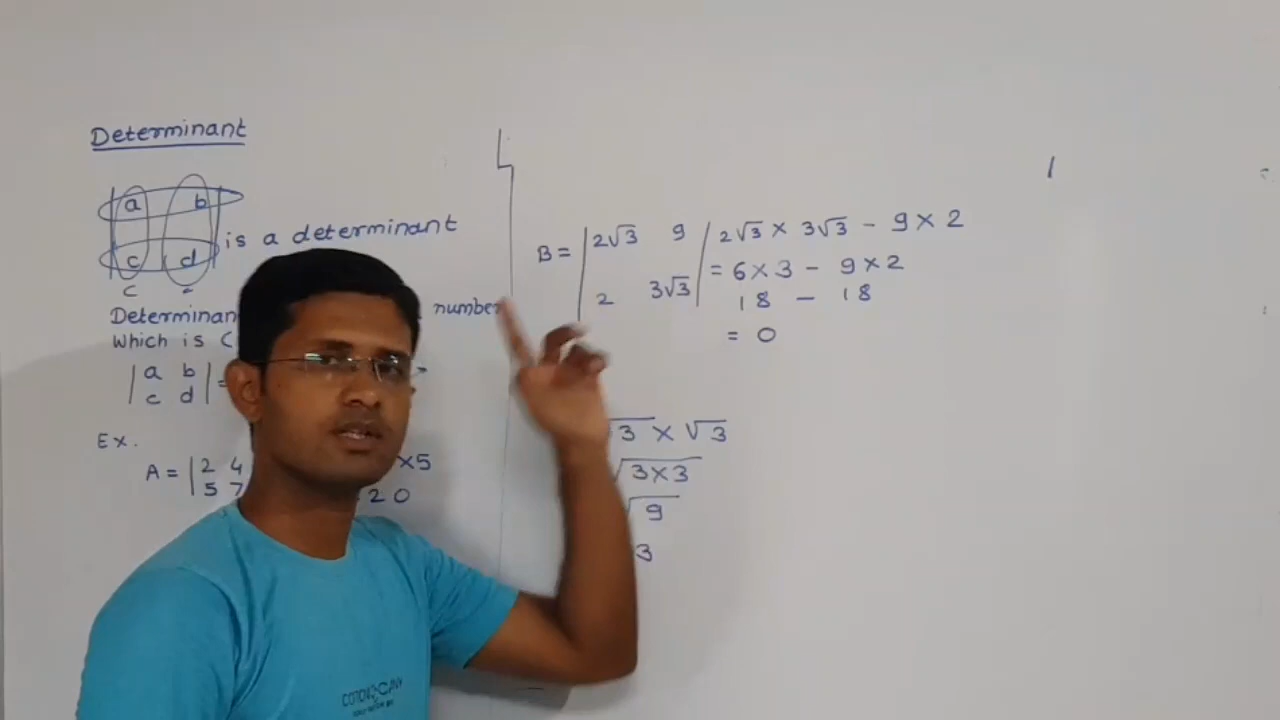 Determinant
a b
c d
is a determinant
c
number
Which is
a b
c d
=
Ex.
A = | 2 4
5 7
×5
20
B = | 2√3 9 | 2√3 × 3√3 - 9 × 2
= 6 × 3 - 9 × 2
2 3√3
18 - 18
= 0
√3 × √3
√3×3
√9
3